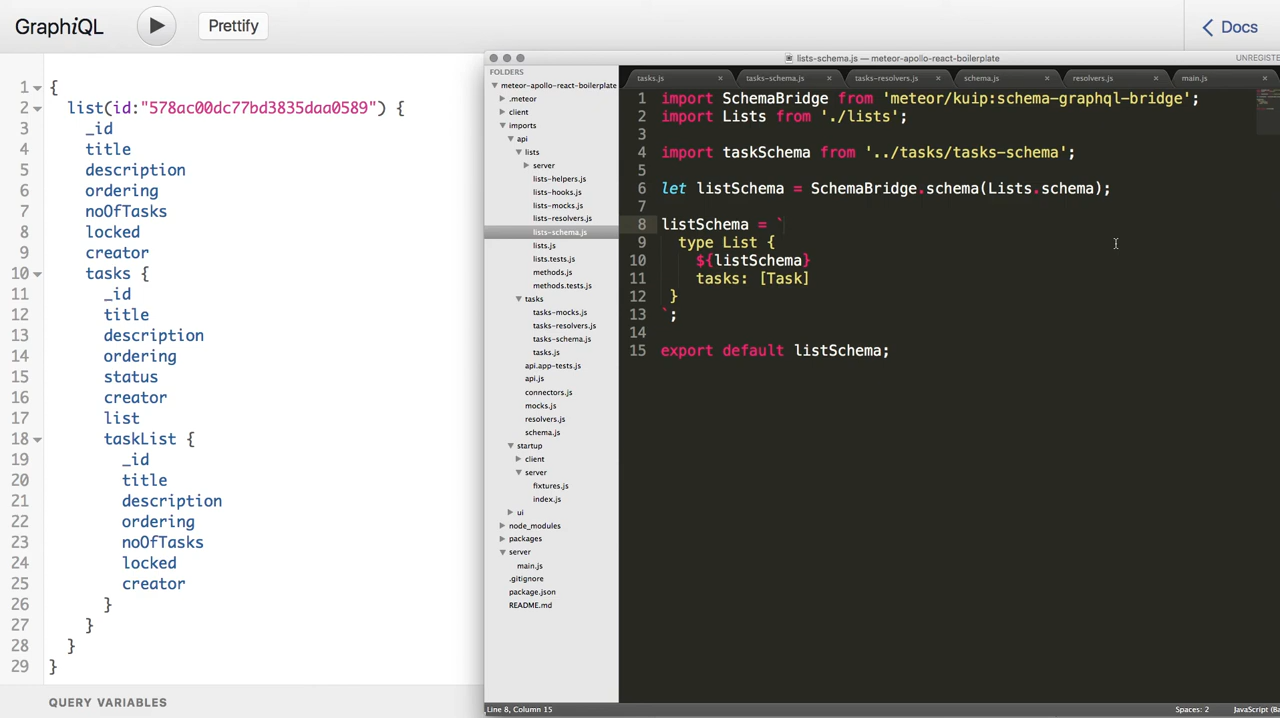 GraphiQL
Prettify
Docs
1 {
2 list(id:"578ac00dc77bd3835daa0589") {
3 _id
4 title
5 description
6 ordering
7 noOfTasks
8 locked
9 creator
10 tasks {
11 _id
12 title
13 description
14 ordering
15 status
16 creator
17 list
18 taskList {
19 _id
20 title
21 description
22 ordering
23 noOfTasks
24 locked
25 creator
26 }
27 }
28 }
29 }
QUERY VARIABLES
lists-schema.js — meteor-apollo-react-boilerplate
UNREGISTE
FOLDERS
meteor-apollo-react-boilerplate
.meteor
client
imports
api
lists
server
lists-helpers.js
lists-hooks.js
lists-mocks.js
lists-resolvers.js
lists-schema.js
lists.js
lists.tests.js
methods.js
methods.tests.js
tasks
tasks-mocks.js
tasks-resolvers.js
tasks-schema.js
tasks.js
api.app-tests.js
api.js
connectors.js
mocks.js
resolvers.js
schema.js
startup
client
server
fixtures.js
index.js
ui
node_modules
packages
server
main.js
.gitignore
package.json
README.md
tasks.js × tasks-schema.js × tasks-resolvers.js × schema.js × resolvers.js × main.js ×
1 import SchemaBridge from 'meteor/kuip:schema-graphql-bridge';
2 import Lists from './lists';
3
4 import taskSchema from '../tasks/tasks-schema';
5
6 let listSchema = SchemaBridge.schema(Lists.schema);
7
8 listSchema = `
9 type List {
10 ${listSchema}
11 tasks: [Task]
12 }
13 `;
14
15 export default listSchema;
Line 8, Column 15
Spaces: 2
JavaScript (Ba